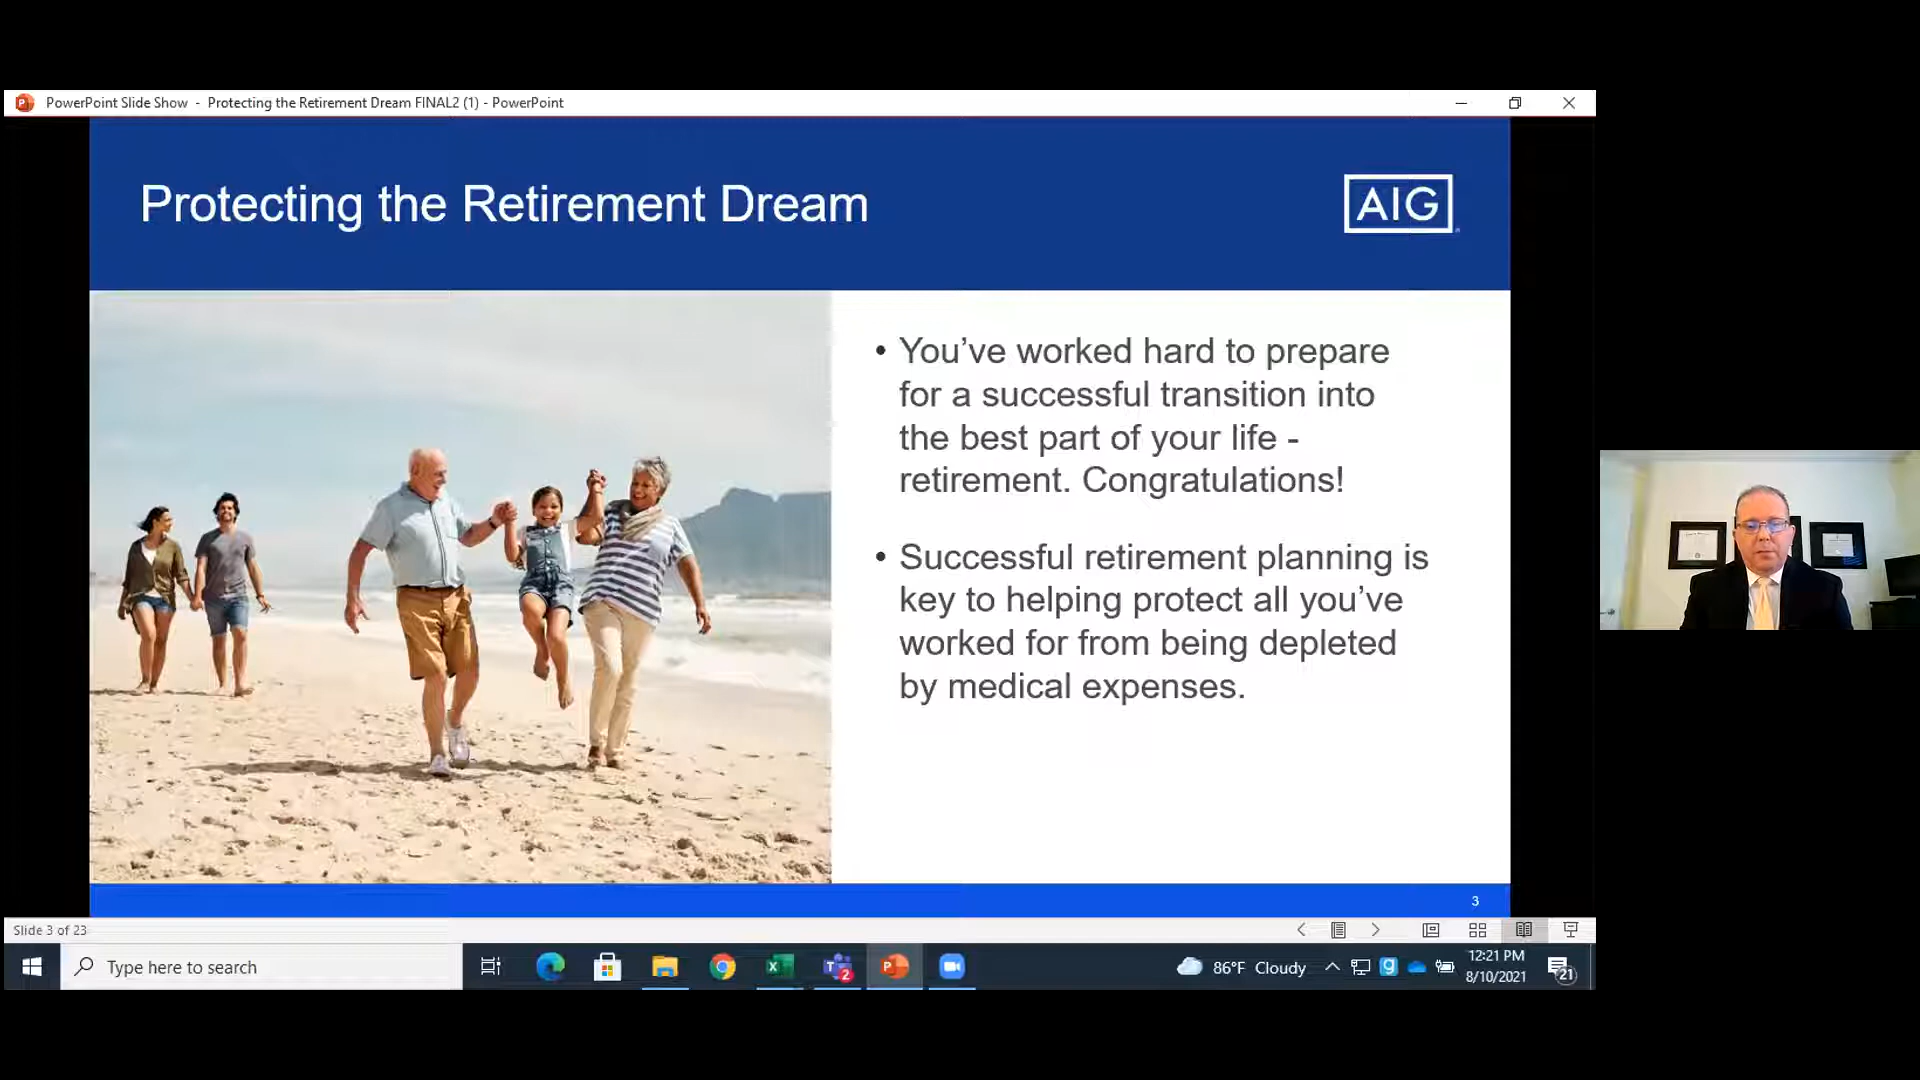 PowerPoint Slide Show - Protecting the Retirement Dream FINAL2 (1) - PowerPoint
Protecting the Retirement Dream
AIG
• You’ve worked hard to prepare
for a successful transition into
the best part of your life -
retirement. Congratulations!
• Successful retirement planning is
key to helping protect all you’ve
worked for from being depleted
by medical expenses.
3
Slide 3 of 23
Type here to search
2
86°F Cloudy
12:21 PM
8/10/2021
21